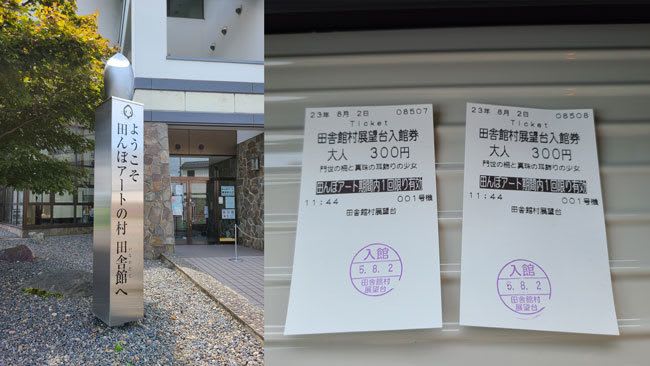 ようこそ
田んぼアートの村 田舎館へ
いなかだて
23年 8月 2日 08507
Ticket
田舎館村展望台入館券
大人 300円
門世の柵と真珠の耳飾りの少女
田んぼアート期間内1回限り有効
11:44 001号機
田舎館村展望台
入館
5.8.2
田舎館村
展望台
23年 8月 2日 08508
Ticket
田舎館村展望台入館券
大人 300円
門世の柵と真珠の耳飾りの少女
田んぼアート期間内1回限り有効
11:44 001号機
田舎館村展望台
入館
5.8.2
田舎館村
展望台